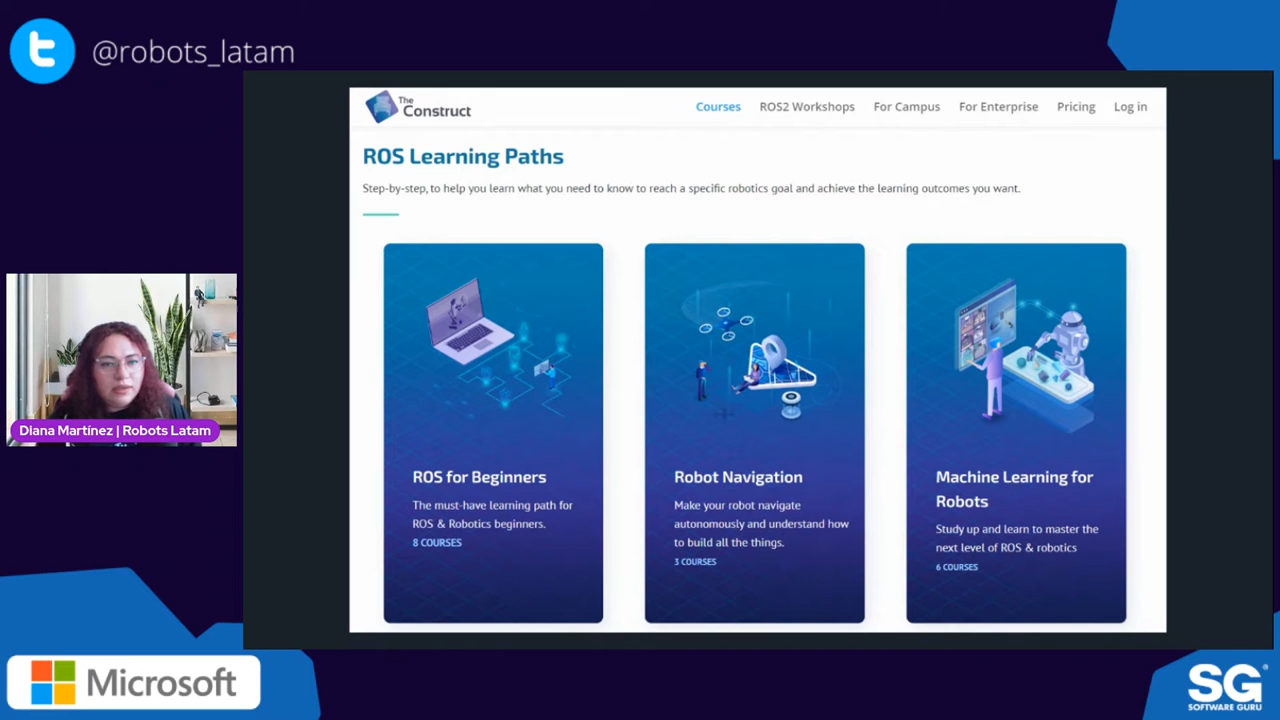 @robots_latam
The Construct
Courses ROS2 Workshops For Campus For Enterprise Pricing Log in
ROS Learning Paths
Step-by-step, to help you learn what you need to know to reach a specific robotics goal and achieve the learning outcomes you want.
ROS for Beginners
The must-have learning path for
ROS & Robotics beginners.
8 COURSES
Robot Navigation
Make your robot navigate
autonomously and understand how
to build all the things.
3 COURSES
Machine Learning for
Robots
Study up and learn to master the
next level of ROS & robotics
6 COURSES
Diana Martínez | Robots Latam
Microsoft
SG
SOFTWARE GURU